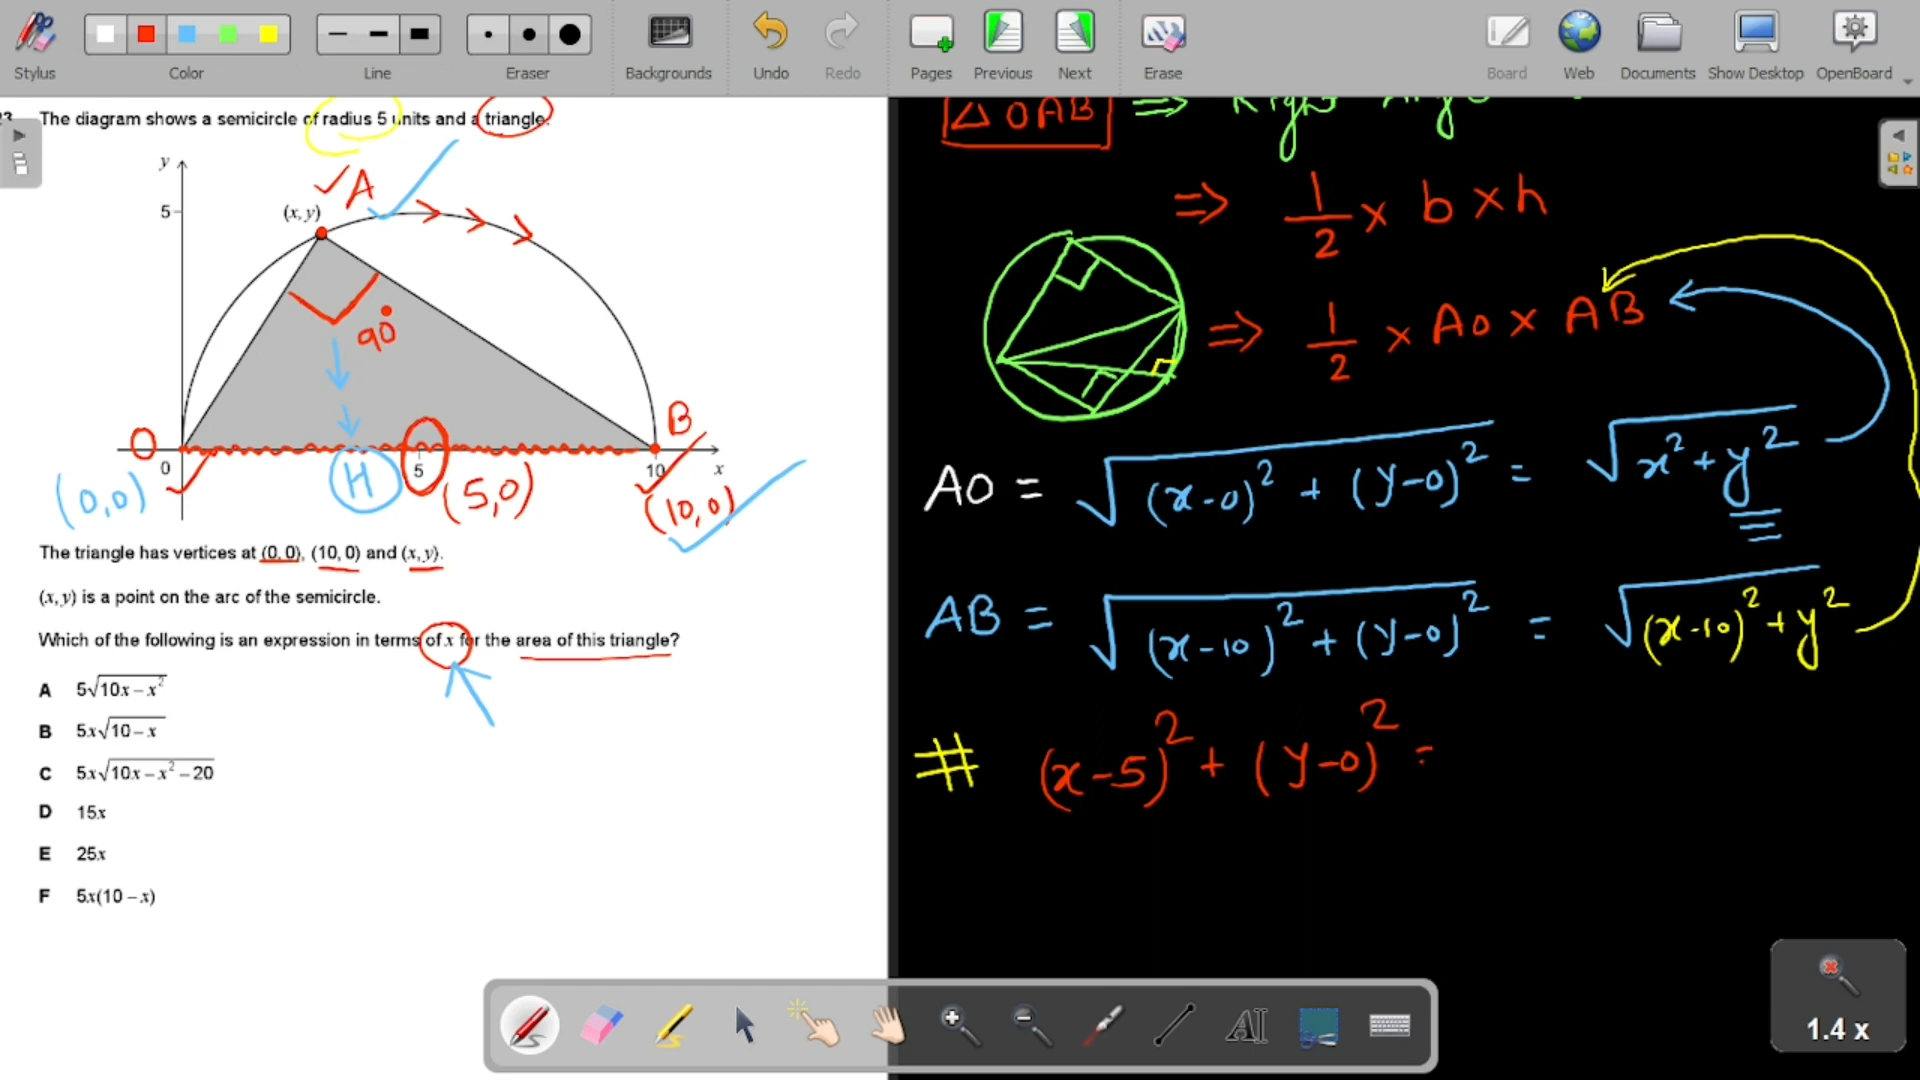 Stylus Color Line Eraser Backgrounds Undo Redo Pages Previous Next Erase Board Web Documents Show Desktop OpenBoard
The diagram shows a semicircle of radius 5 units and a triangle.
y
5
(x, y)
A
90
O
B
0
5
10
x
(0,0)
H
(5,0)
(10,0)
The triangle has vertices at (0, 0), (10, 0) and (x, y).
(x, y) is a point on the arc of the semicircle.
Which of the following is an expression in terms of x for the area of this triangle?
A 5√(10x – x²)
B 5x√(10 – x)
C 5x√(10x – x² – 20)
D 15x
E 25x
F 5x(10 – x)
△ OAB ⇒ Right
⇒ 1/2 × b × h
⇒ 1/2 × AO × AB
AO = √((x-0)² + (y-0)²) = √(x² + y²)
AB = √((x-10)² + (y-0)²) = √((x-10)² + y²)
# (x-5)² + (y-0)² =
AI
1.4 x